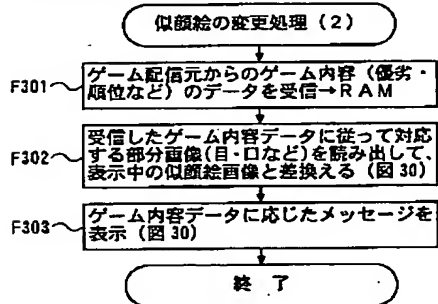 似顔絵の変更処理（2）
F301
ゲーム配信元からのゲーム内容（優劣・
順位など）のデータを受信→RAM
F302
受信したゲーム内容データに従って対応
する部分画像（目・口など）を読み出して、
表示中の似顔絵画像と差換える（図30）
F303
ゲーム内容データに応じたメッセージを
表示（図30）
終了